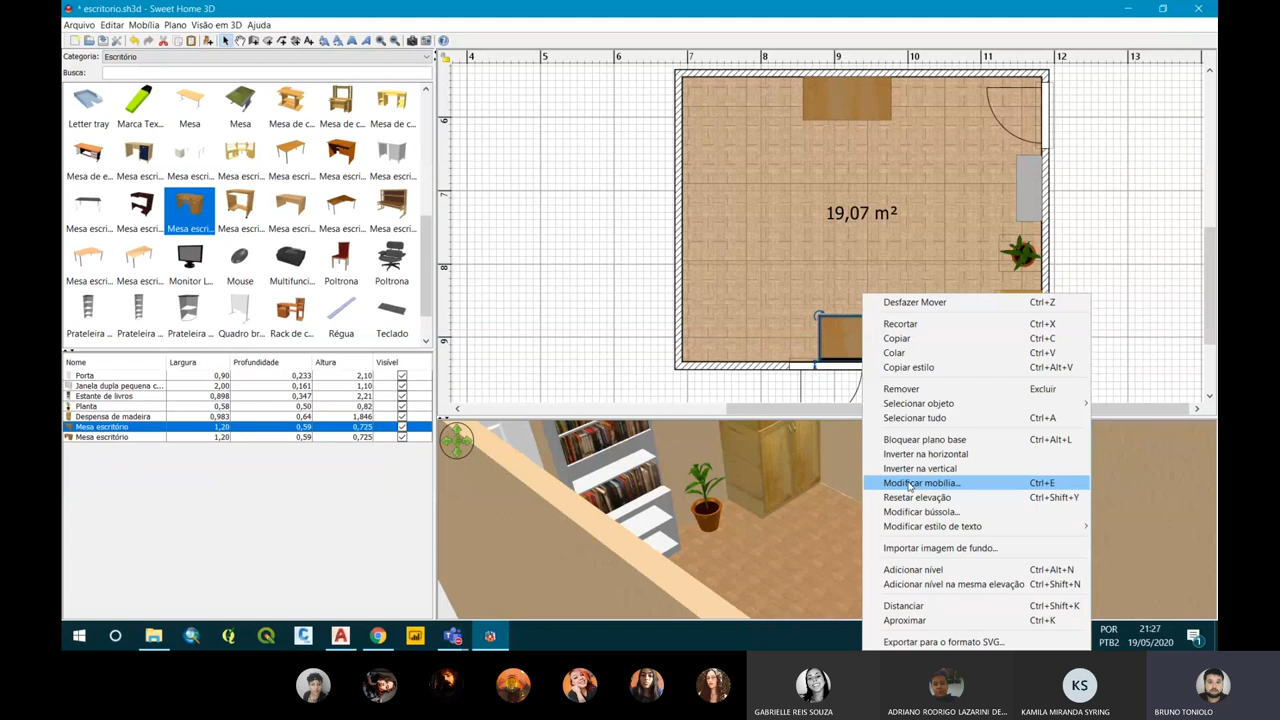 * escritorio.sh3d - Sweet Home 3D
Arquivo Editar Mobília Plano Visão em 3D Ajuda
Categoria: Escritório
Busca:
4 5 6 7 8 9 10 11 12 13
Letter tray Marca Tex... Mesa Mesa Mesa de c... Mesa de c... Mesa de c...
6
Mesa de e... Mesa escri... Mesa escri... Mesa escri... Mesa escri... Mesa escri... Mesa escri...
7
19,07 m²
Mesa escri... Mesa escri... Mesa escri... Mesa escri... Mesa escri... Mesa escri... Mesa escri...
8
Mesa escri... Mesa escri... Monitor L... Mouse Multifunci... Poltrona Poltrona
Prateleira ... Prateleira ... Prateleira ... Quadro br... Rack de c... Régua Teclado
9
Nome Largura Profundidade Altura Visível
Porta 0,90 0,233 2,10
Janela dupla pequena c... 2,00 0,161 1,10
Estante de livros 0,898 0,347 2,21
Planta 0,58 0,50 0,82
Despensa de madeira 0,983 0,64 1,846
Mesa escritório 1,20 0,59 0,725
Mesa escritório 1,20 0,59 0,725
Desfazer Mover Ctrl+Z
Recortar Ctrl+X
Copiar Ctrl+C
Colar Ctrl+V
Copiar estilo Ctrl+Alt+V
Remover Excluir
Selecionar objeto
Selecionar tudo Ctrl+A
Bloquear plano base Ctrl+Alt+L
Inverter na horizontal
Inverter na vertical
Modificar mobília... Ctrl+E
Resetar elevação Ctrl+Shift+Y
Modificar bússola...
Modificar estilo de texto
Importar imagem de fundo...
Adicionar nível Ctrl+Alt+N
Adicionar nível na mesma elevação Ctrl+Shift+N
Distanciar Ctrl+Shift+K
Aproximar Ctrl+K
Exportar para o formato SVG...
POR 21:27
PTB2 19/05/2020
KS
GABRIELLE REIS SOUZA ADRIANO RODRIGO LAZARINI DE... KAMILA MIRANDA SYRING BRUNO TONIOLO